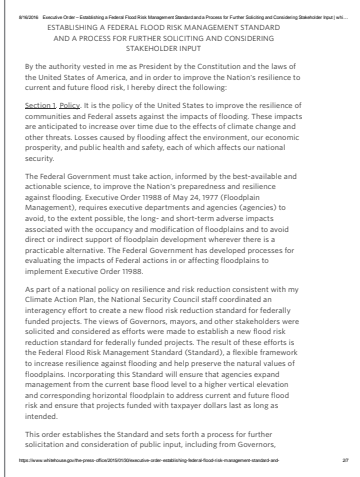 8/16/2016 Executive Order -- Establishing a Federal Flood Risk Management Standard and a Process for Further Soliciting and Considering Stakeholder Input | whi...
ESTABLISHING A FEDERAL FLOOD RISK MANAGEMENT STANDARD
AND A PROCESS FOR FURTHER SOLICITING AND CONSIDERING
STAKEHOLDER INPUT
By the authority vested in me as President by the Constitution and the laws of
the United States of America, and in order to improve the Nation's resilience to
current and future flood risk, I hereby direct the following:
Section 1. Policy. It is the policy of the United States to improve the resilience of
communities and Federal assets against the impacts of flooding. These impacts
are anticipated to increase over time due to the effects of climate change and
other threats. Losses caused by flooding affect the environment, our economic
prosperity, and public health and safety, each of which affects our national
security.
The Federal Government must take action, informed by the best-available and
actionable science, to improve the Nation's preparedness and resilience
against flooding. Executive Order 11988 of May 24, 1977 (Floodplain
Management), requires executive departments and agencies (agencies) to
avoid, to the extent possible, the long- and short-term adverse impacts
associated with the occupancy and modification of floodplains and to avoid
direct or indirect support of floodplain development wherever there is a
practicable alternative. The Federal Government has developed processes for
evaluating the impacts of Federal actions in or affecting floodplains to
implement Executive Order 11988.
As part of a national policy on resilience and risk reduction consistent with my
Climate Action Plan, the National Security Council staff coordinated an
interagency effort to create a new flood risk reduction standard for federally
funded projects. The views of Governors, mayors, and other stakeholders were
solicited and considered as efforts were made to establish a new flood risk
reduction standard for federally funded projects. The result of these efforts is
the Federal Flood Risk Management Standard (Standard), a flexible framework
to increase resilience against flooding and help preserve the natural values of
floodplains. Incorporating this Standard will ensure that agencies expand
management from the current base flood level to a higher vertical elevation
and corresponding horizontal floodplain to address current and future flood
risk and ensure that projects funded with taxpayer dollars last as long as
intended.
This order establishes the Standard and sets forth a process for further
solicitation and consideration of public input, including from Governors,
https://www.whitehouse.gov/the-press-office/2015/01/30/executive-order-establishing-federal-flood-risk-management-standard-and- 2/7